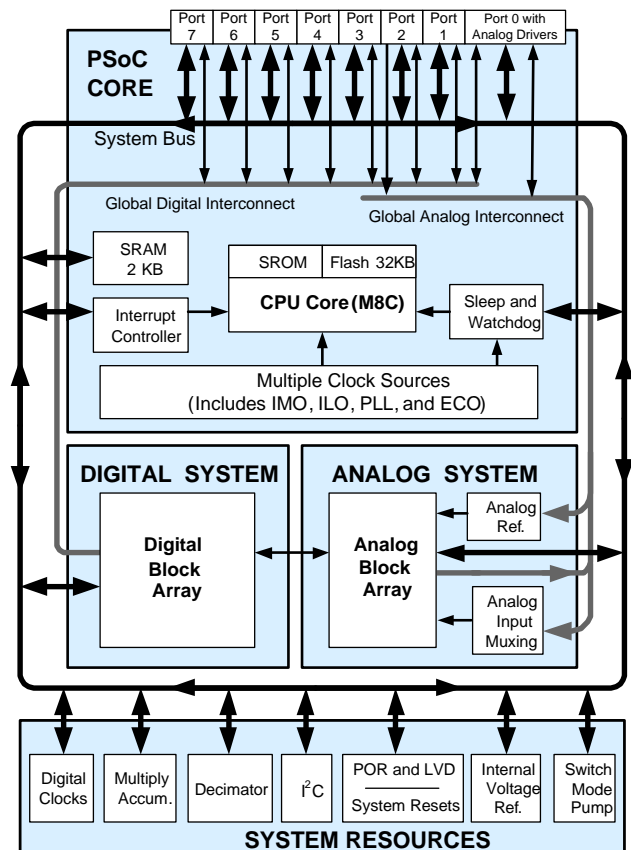 Port 7
Port 6
Port 5
Port 4
Port 3
Port 2
Port 1
Port 0 with
Analog Drivers
PSoC
CORE
System Bus
Global Digital Interconnect
Global Analog Interconnect
SRAM
2 KB
SROM
Flash 32KB
CPU Core (M8C)
Interrupt
Controller
Sleep and
Watchdog
Multiple Clock Sources
(Includes IMO, ILO, PLL, and ECO)
DIGITAL SYSTEM
ANALOG SYSTEM
Digital
Block
Array
Analog
Block
Array
Analog
Ref.
Analog
Input
Muxing
Digital
Clocks
Multiply
Accum.
Decimator
I²C
POR and LVD
System Resets
Internal
Voltage
Ref.
Switch
Mode
Pump
SYSTEM RESOURCES